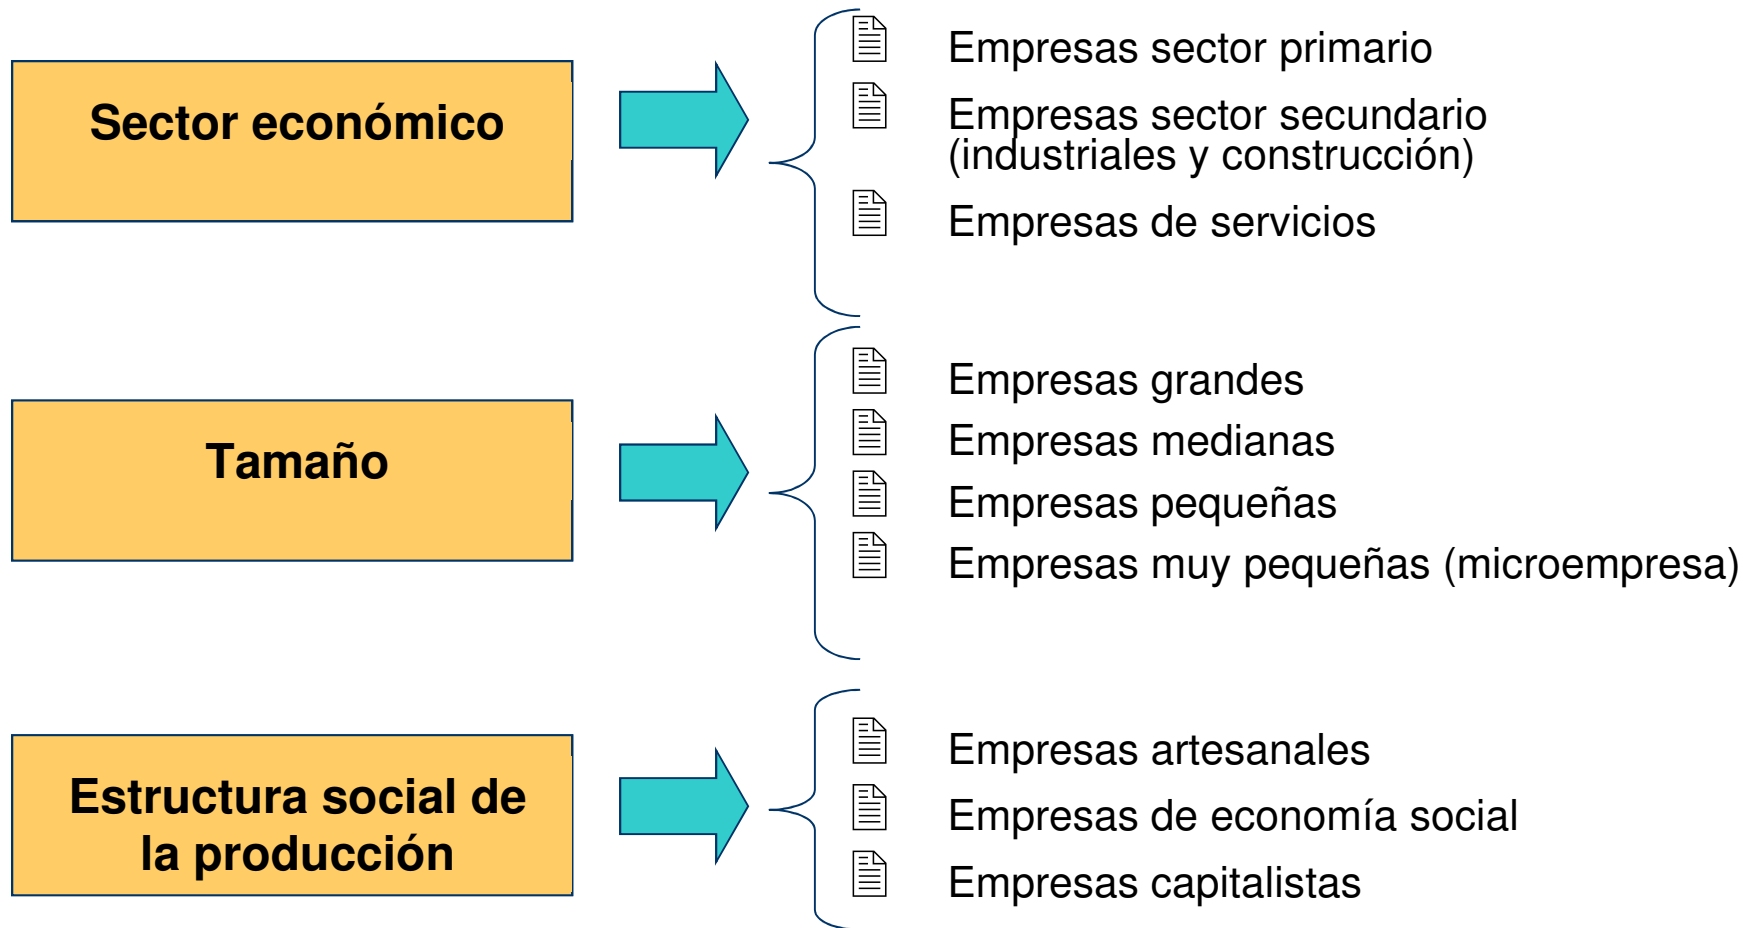 Sector económico
Empresas sector primario
Empresas sector secundario
(industriales y construcción)
Empresas de servicios
Tamaño
Empresas grandes
Empresas medianas
Empresas pequeñas
Empresas muy pequeñas (microempresa)
Estructura social de
la producción
Empresas artesanales
Empresas de economía social
Empresas capitalistas